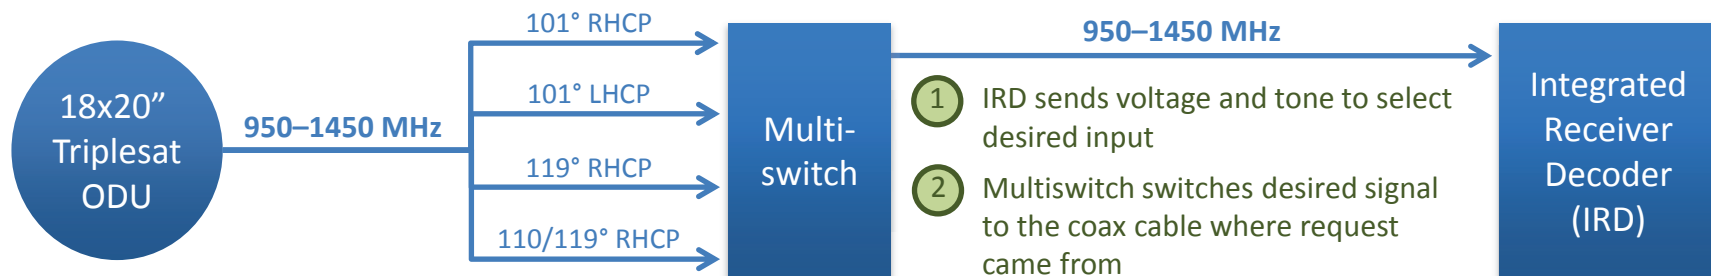 18x20”
Triplesat
ODU
950–1450 MHz
101° RHCP
101° LHCP
119° RHCP
110/119° RHCP
Multi-
switch
950–1450 MHz
1 IRD sends voltage and tone to select
desired input
2 Multiswitch switches desired signal
to the coax cable where request
came from
Integrated
Receiver
Decoder
(IRD)